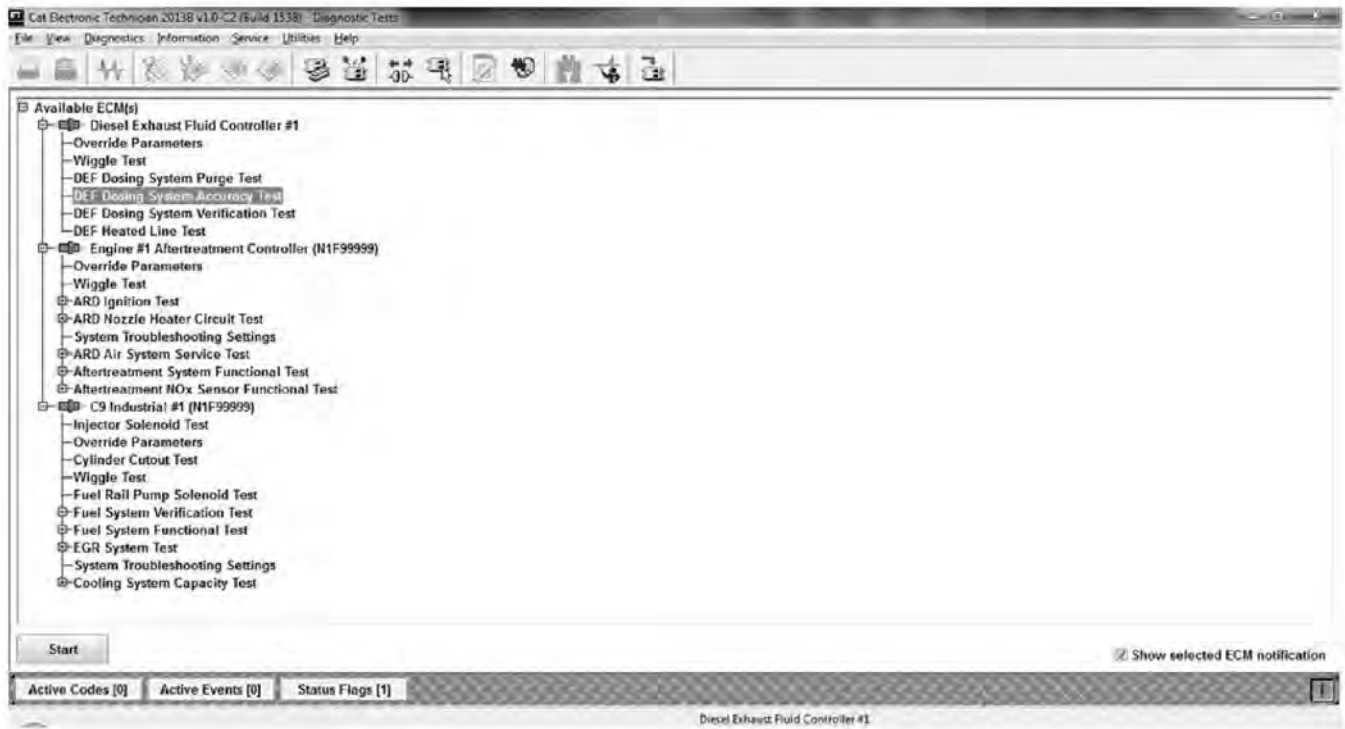 Cat Electronic Technician 2013B v1.0-C2 (Build 1538) - Diagnostic Tests
File View Diagnostics Information Service Utilities Help
Available ECM(s)
Diesel Exhaust Fluid Controller #1
Override Parameters
Wiggle Test
DEF Dosing System Purge Test
DEF Dosing System Accuracy Test
DEF Dosing System Verification Test
DEF Heated Line Test
Engine #1 Aftertreatment Controller (N1F99999)
Override Parameters
Wiggle Test
ARD Ignition Test
ARD Nozzle Heater Circuit Test
System Troubleshooting Settings
ARD Air System Service Test
Aftertreatment System Functional Test
Aftertreatment NOx Sensor Functional Test
C9 Industrial #1 (N1F99999)
Injector Solenoid Test
Override Parameters
Cylinder Cutout Test
Wiggle Test
Fuel Rail Pump Solenoid Test
Fuel System Verification Test
Fuel System Functional Test
EGR System Test
System Troubleshooting Settings
Cooling System Capacity Test
Start
Show selected ECM notification
Active Codes [0] Active Events [0] Status Flags [1]
Diesel Exhaust Fluid Controller #1